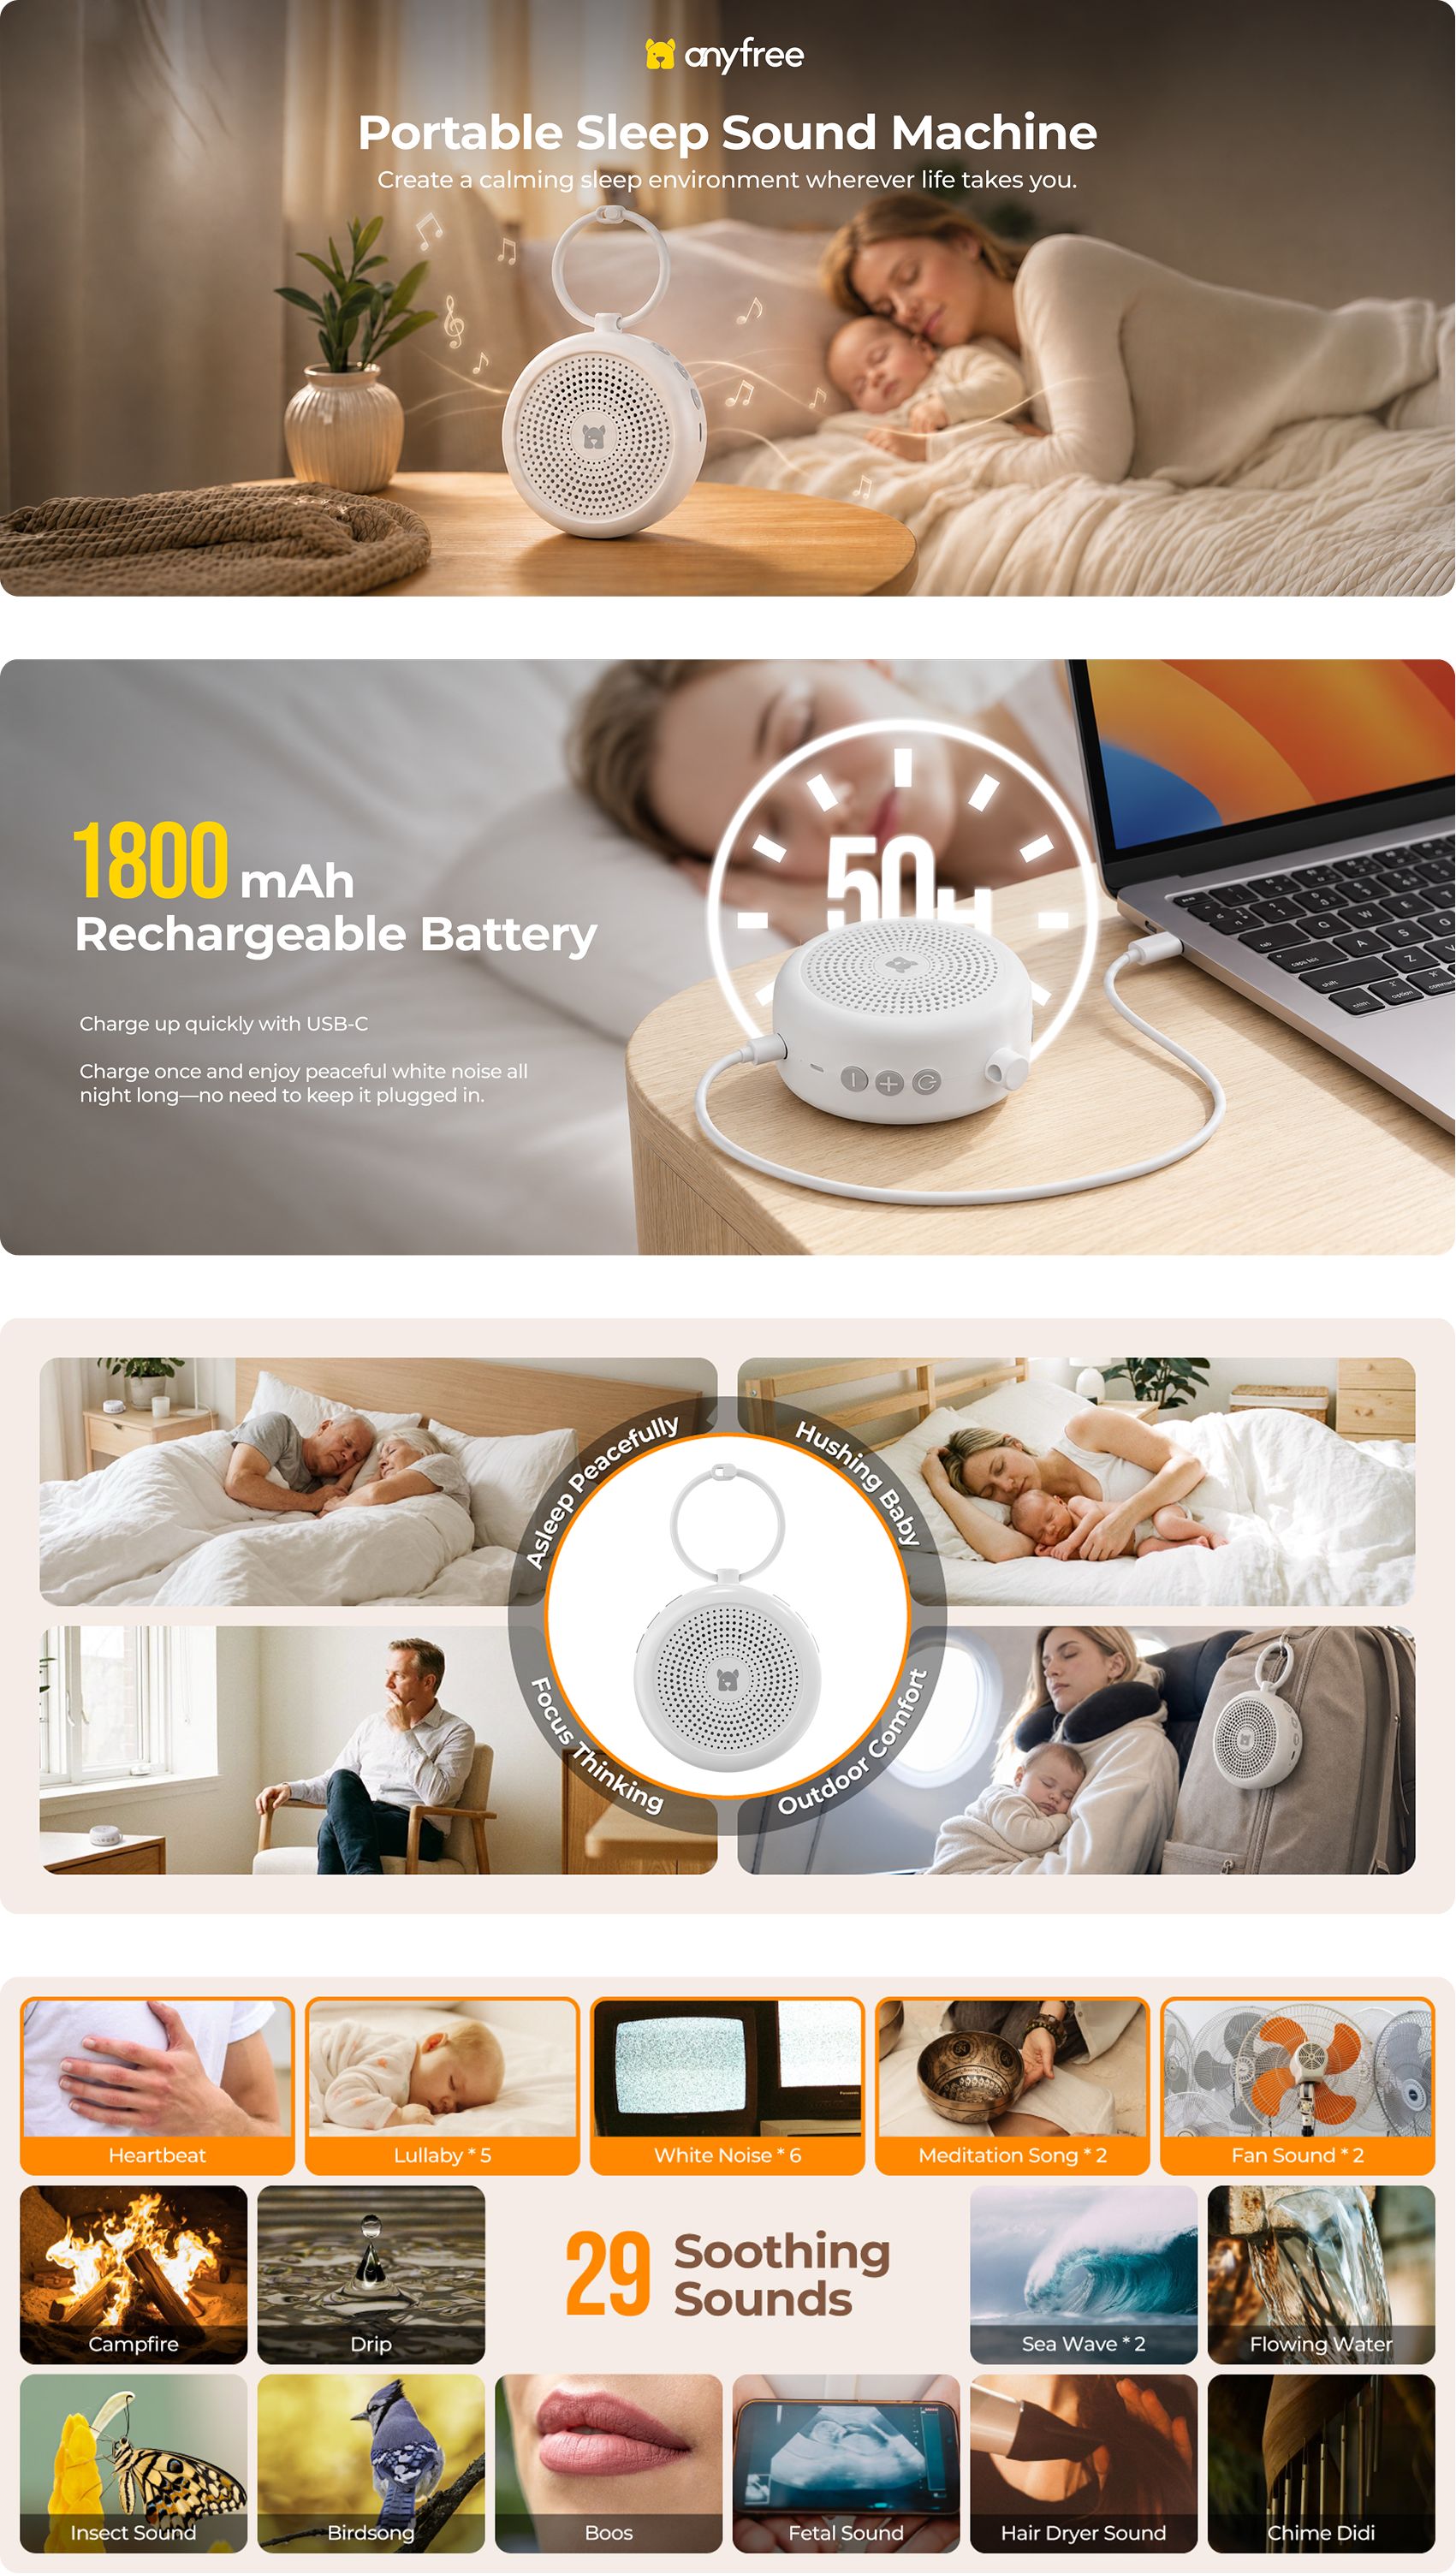 anyfree
Portable Sleep Sound Machine
Create a calming sleep environment wherever life takes you.
1800 mAh
Rechargeable Battery
50H
Charge up quickly with USB-C
Charge once and enjoy peaceful white noise all
night long—no need to keep it plugged in.
Asleep Peacefully
Hushing Baby
Focus Thinking
Outdoor Comfort
Heartbeat
Lullaby * 5
White Noise * 6
Meditation Song * 2
Fan Sound * 2
Campfire
Drip
29 Soothing
Sounds
Sea Wave * 2
Flowing Water
Insect Sound
Birdsong
Boos
Fetal Sound
Hair Dryer Sound
Chime Didi